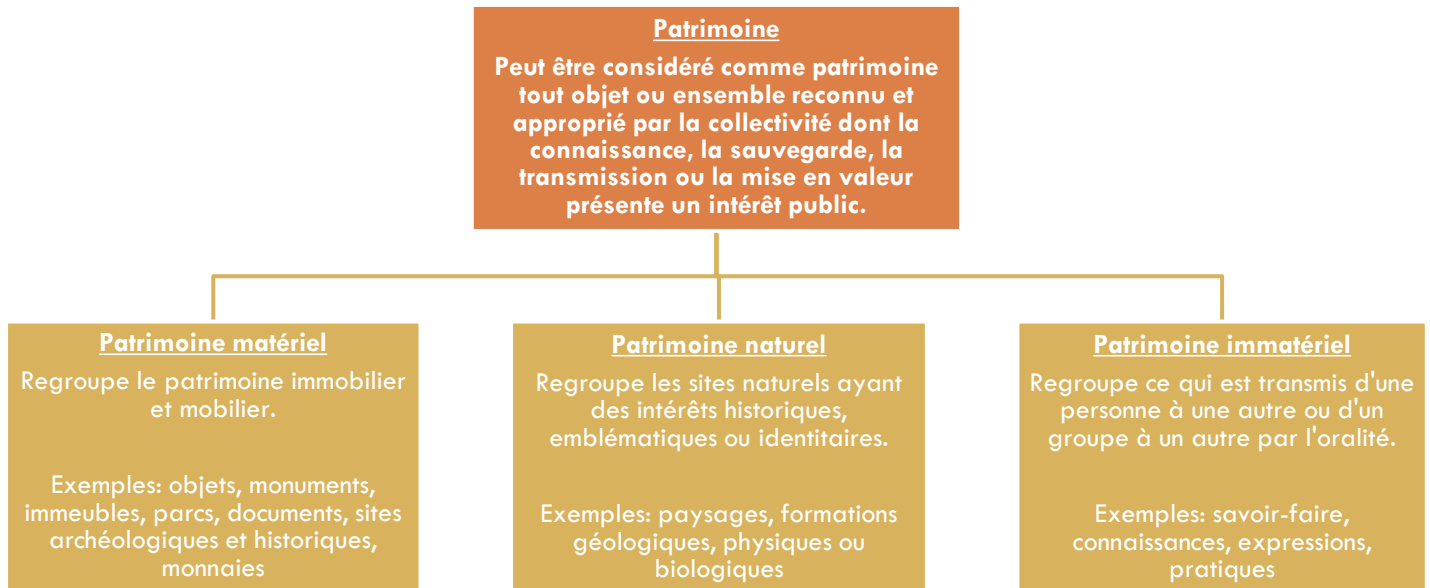 Patrimoine
Peut être considéré comme patrimoine
tout objet ou ensemble reconnu et
approprié par la collectivité dont la
connaissance, la sauvegarde, la
transmission ou la mise en valeur
présente un intérêt public.
Patrimoine matériel
Regroupe le patrimoine immobilier
et mobilier.
Exemples: objets, monuments,
immeubles, parcs, documents, sites
archéologiques et historiques,
monnaies
Patrimoine naturel
Regroupe les sites naturels ayant
des intérêts historiques,
emblématiques ou identitaires.
Exemples: paysages, formations
géologiques, physiques ou
biologiques
Patrimoine immatériel
Regroupe ce qui est transmis d'une
personne à une autre ou d'un
groupe à un autre par l'oralité.
Exemples: savoir-faire,
connaissances, expressions,
pratiques